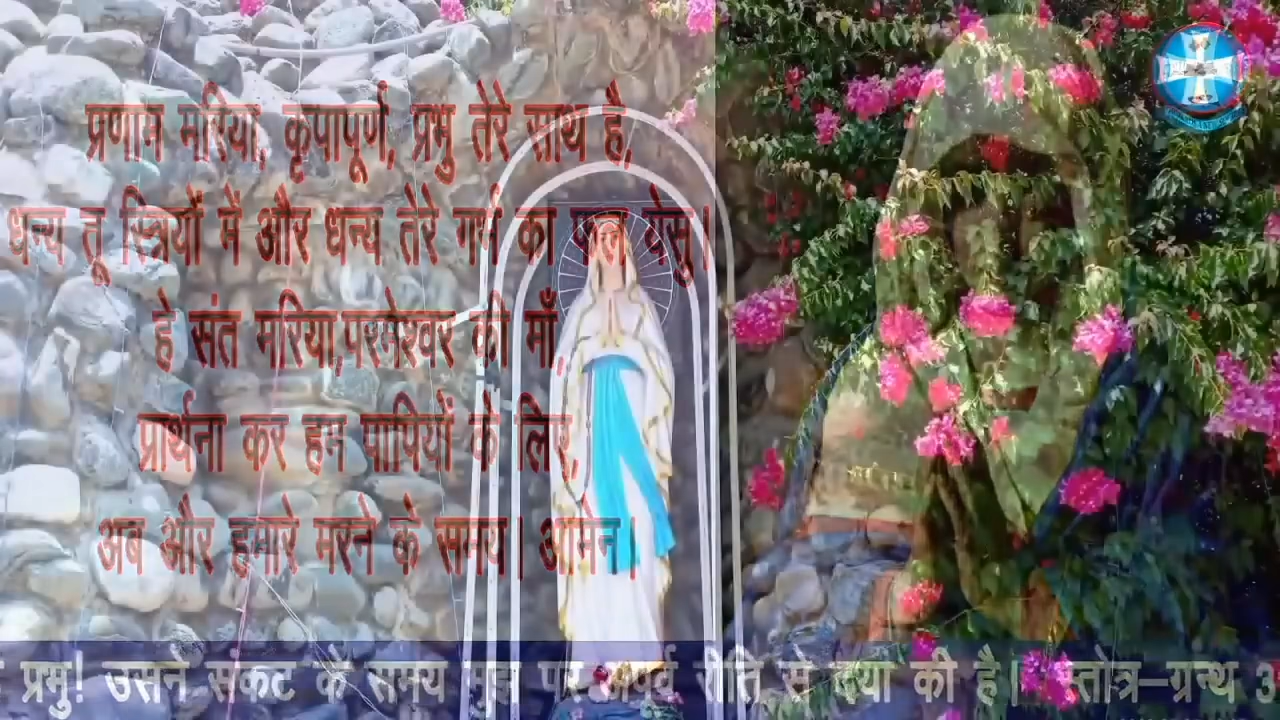 प्रणाम मरिया, कृपापूर्ण, प्रभु तेरे साथ है,
धन्य तू स्त्रियों में और धन्य तेरे गर्भ का फल येसु।
हे संत मरिया,परमेश्वर की माँ,
प्रार्थना कर हम पापियों के लिए,
अब और हमारे मरने के समय। आमेन।
प्रभु! उसने संकट के समय मुझ पर अपूर्व रीति से दया की है। स्तोत्र–ग्रन्थ